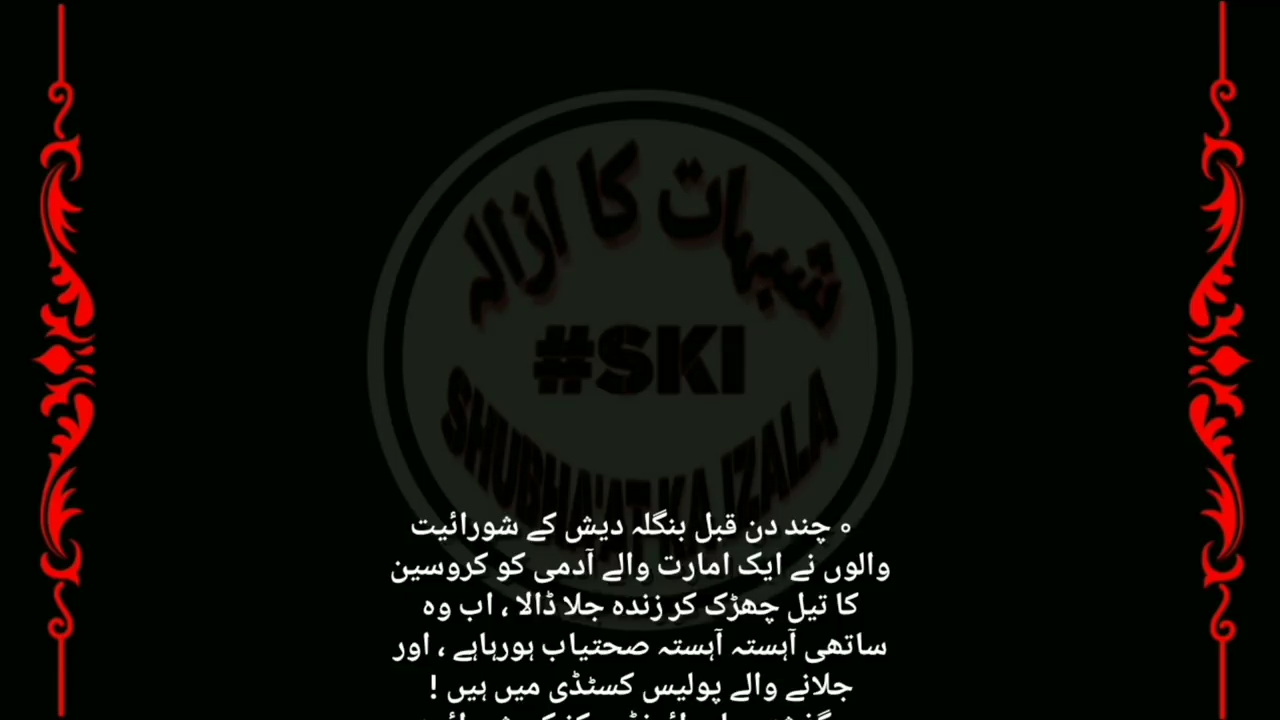 شبہات کا ازالہ
#SKI
SHUBHA'AT KA IZALA
० چند دن قبل بنگلہ دیش کے شورائیت
والوں نے ایک امارت والے آدمی کو کروسین
کا تیل چھڑک کر زندہ جلا ڈالا ، اب وہ
ساتھی آہستہ آہستہ صحتیاب ہورہاہے ، اور
جلانے والے پولیس کسٹڈی میں ہیں !